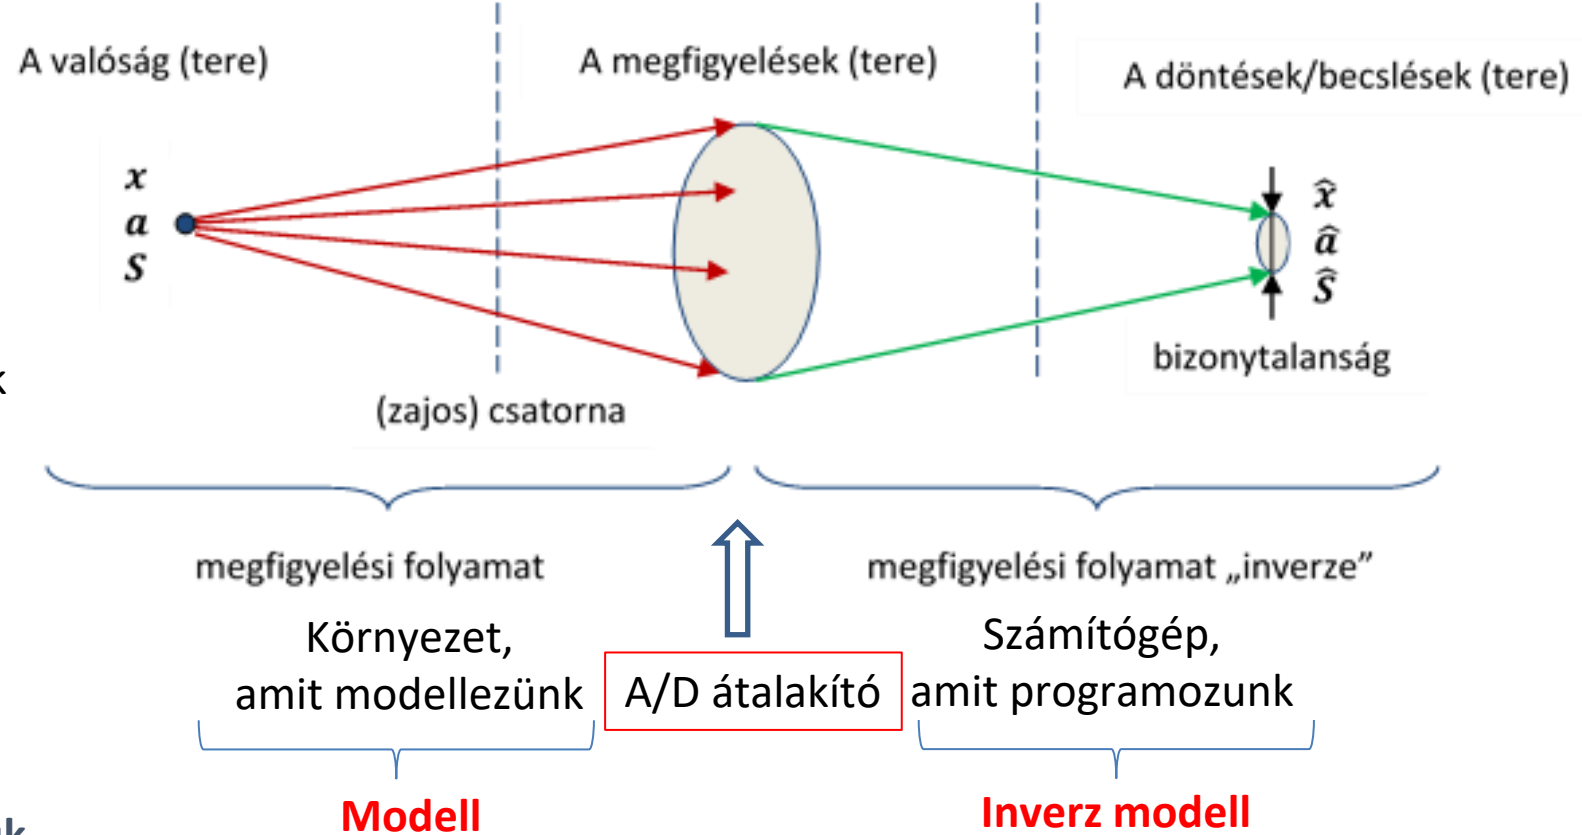 A valóság (tere)
A megfigyelések (tere)
A döntések/becslések (tere)
x
a
S
x̂
â
Ŝ
bizonytalanság
(zajos) csatorna
megfigyelési folyamat
megfigyelési folyamat „inverze”
Környezet,
amit modellezünk
A/D átalakító
Számítógép,
amit programozunk
Modell
Inverz modell